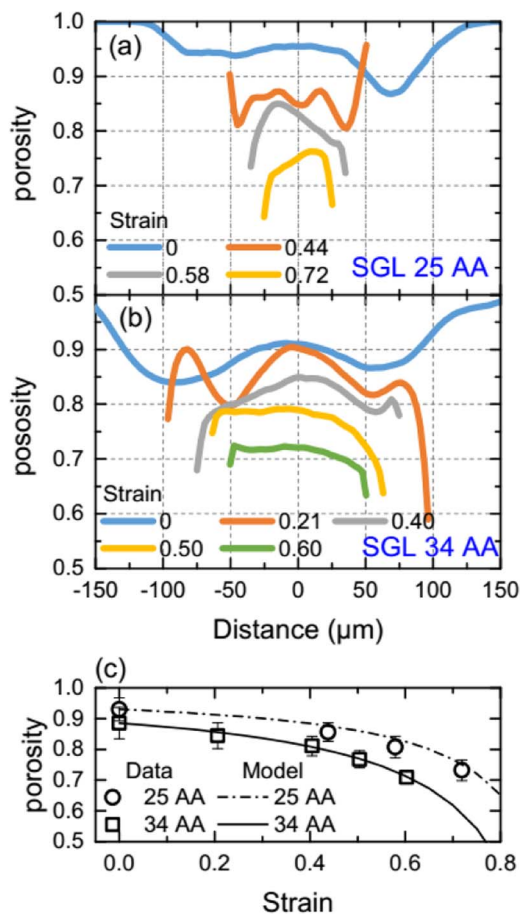 (a)
1.0
0.9
0.8
0.7
0.6
0.5
porosity
Strain
0 0.44
0.58 0.72
SGL 25 AA
(b)
0.9
0.8
0.7
0.6
0.5
pososity
Strain
0 0.21 0.40
0.50 0.60
SGL 34 AA
-150 -100 -50 0 50 100 150
Distance (μm)
(c)
1.0
0.9
0.8
0.7
0.6
0.5
porosity
Data Model
25 AA 25 AA
34 AA 34 AA
0.0 0.2 0.4 0.6 0.8
Strain